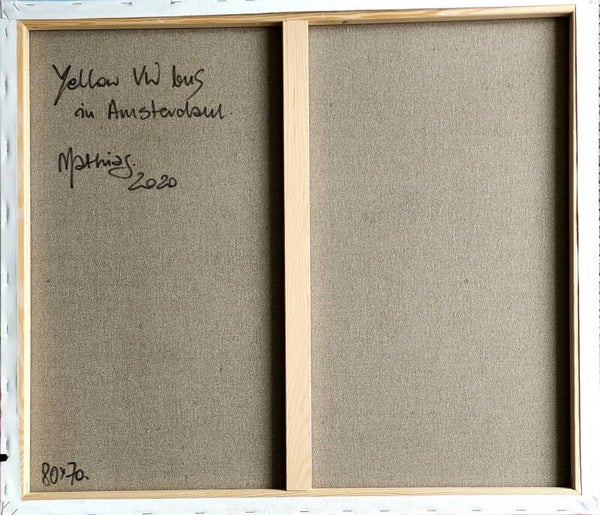 Yellow VW bus
in Amsterdam.
Mathias.
2020
80x70.